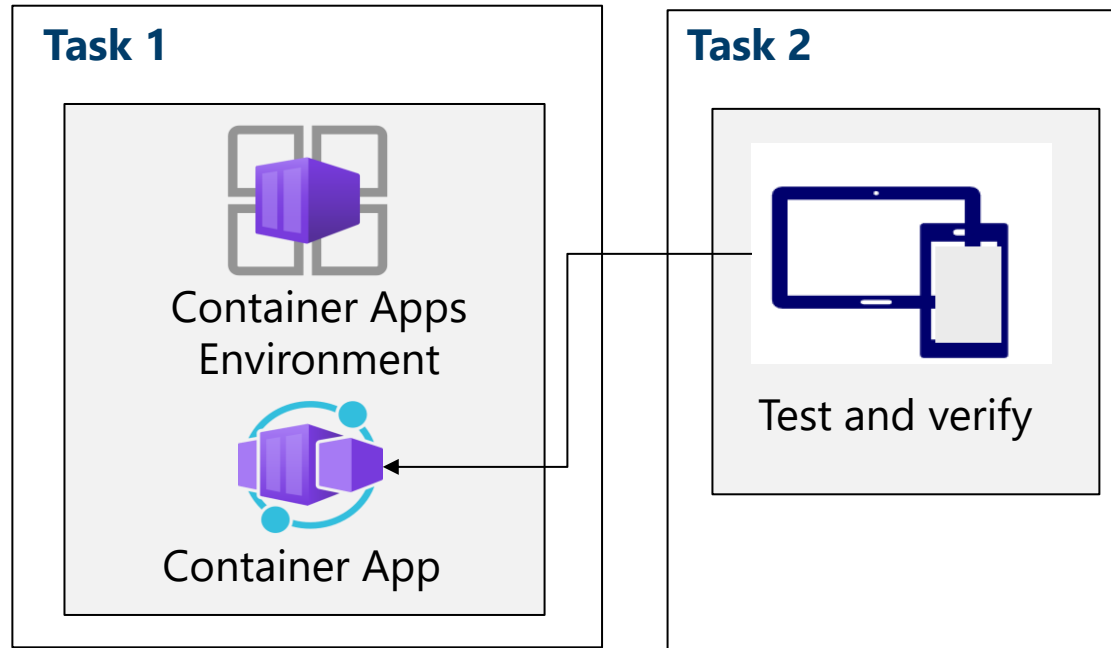 Task 1
Container Apps
Environment
Container App
Task 2
Test and verify